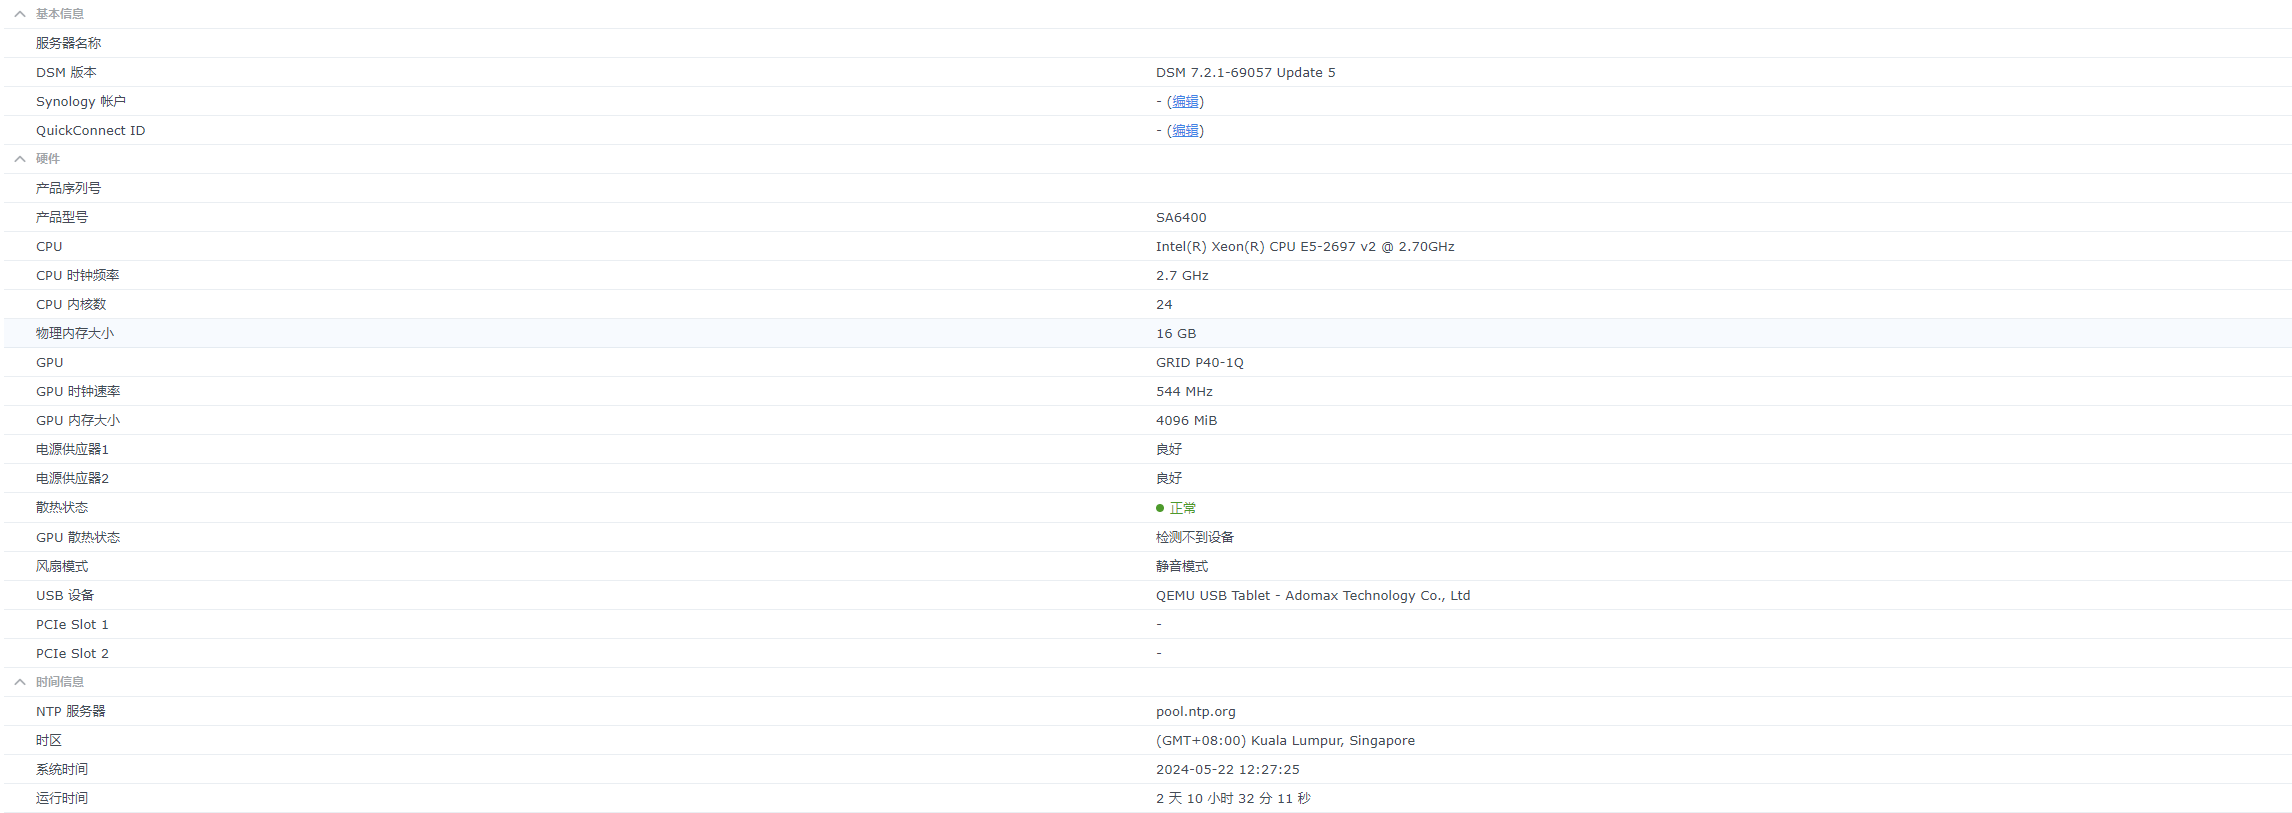 基本信息
服务器名称
DSM 版本 DSM 7.2.1-69057 Update 5
Synology 帐户 - (编辑)
QuickConnect ID - (编辑)
硬件
产品序列号
产品型号 SA6400
CPU Intel(R) Xeon(R) CPU E5-2697 v2 @ 2.70GHz
CPU 时钟频率 2.7 GHz
CPU 内核数 24
物理内存大小 16 GB
GPU GRID P40-1Q
GPU 时钟速率 544 MHz
GPU 内存大小 4096 MiB
电源供应器1 良好
电源供应器2 良好
散热状态 正常
GPU 散热状态 检测不到设备
风扇模式 静音模式
USB 设备 QEMU USB Tablet - Adomax Technology Co., Ltd
PCIe Slot 1 -
PCIe Slot 2 -
时间信息
NTP 服务器 pool.ntp.org
时区 (GMT+08:00) Kuala Lumpur, Singapore
系统时间 2024-05-22 12:27:25
运行时间 2 天 10 小时 32 分 11 秒